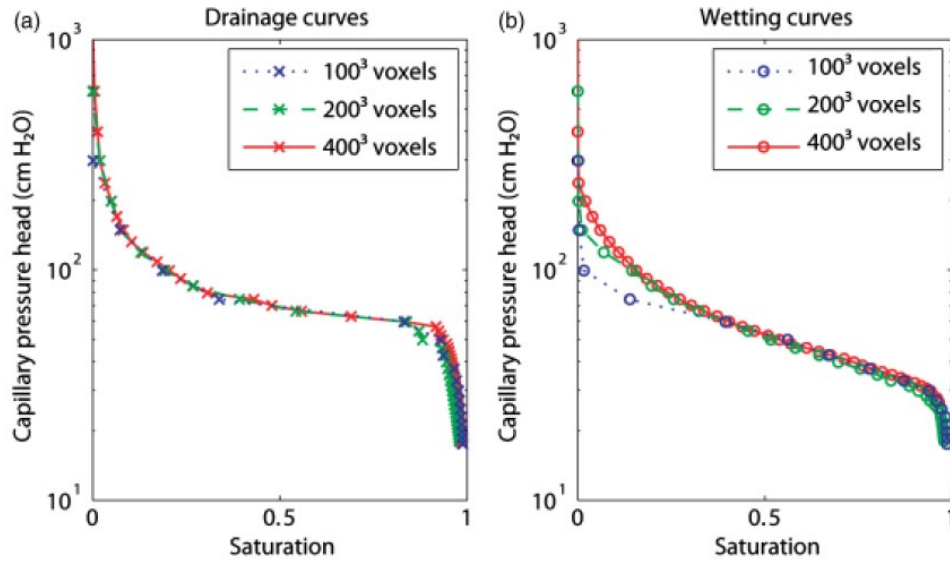 (a) Drainage curves
10³
100³ voxels
200³ voxels
400³ voxels
10²
10¹
0 0.5 1
Capillary pressure head (cm H₂O)
Saturation
(b) Wetting curves
10³
100³ voxels
200³ voxels
400³ voxels
10²
10¹
0 0.5 1
Capillary pressure head (cm H₂O)
Saturation